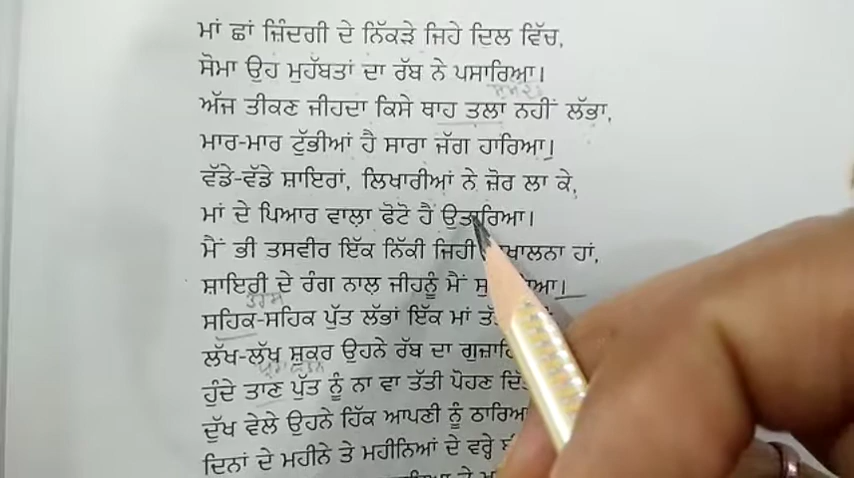 ਮਾਂ ਛਾਂ ਜ਼ਿੰਦਗੀ ਦੇ ਨਿੱਕੜੇ ਜਿਹੇ ਦਿਲ ਵਿੱਚ,
ਸੋਮਾ ਉਹ ਮੁਹੱਬਤਾਂ ਦਾ ਰੱਬ ਨੇ ਪਸਾਰਿਆ।
ਅੱਜ ਤੀਕਣ ਜੀਹਦਾ ਕਿਸੇ ਥਾਹ ਤਲਾ ਨਹੀਂ ਲੱਭਾ,
ਮਾਰ-ਮਾਰ ਟੁੱਭੀਆਂ ਹੈ ਸਾਰਾ ਜੱਗ ਹਾਰਿਆ।
ਵੱਡੇ-ਵੱਡੇ ਸ਼ਾਇਰਾਂ, ਲਿਖਾਰੀਆਂ ਨੇ ਜ਼ੋਰ ਲਾ ਕੇ,
ਮਾਂ ਦੇ ਪਿਆਰ ਵਾਲ਼ਾ ਫੋਟੋ ਹੈ ਉਤਾਰਿਆ।
ਮੈਂ ਭੀ ਤਸਵੀਰ ਇੱਕ ਨਿੱਕੀ ਜਿਹੀ ਹਾਂ,
ਸ਼ਾਇਰੀ ਦੇ ਰੰਗ ਨਾਲ਼ ਜੀਹਨੂੰ ਮੈਂ
ਤਰਸ
ਸਹਿਕ-ਸਹਿਕ ਪੁੱਤ ਲੱਭਾਂ ਇੱਕ ਮਾਂ
ਲੱਖ-ਲੱਖ ਸ਼ੁਕਰ ਉਹਨੇ ਰੱਬ ਦਾ
ਹੁੰਦੇ ਤਾਣ ਪੁੱਤ ਨੂੰ ਨਾ ਵਾ ਤੱਤੀ ਪੋਹਣ
ਦੁੱਖ ਵੇਲੇ ਉਹਨੇ ਹਿੱਕ ਆਪਣੀ ਨੂੰ ਠਾਰਿਆ
ਦਿਨਾਂ ਦੇ ਮਹੀਨੇ ਤੇ ਮਹੀਨਿਆਂ ਦੇ ਵਰ੍ਹੇ